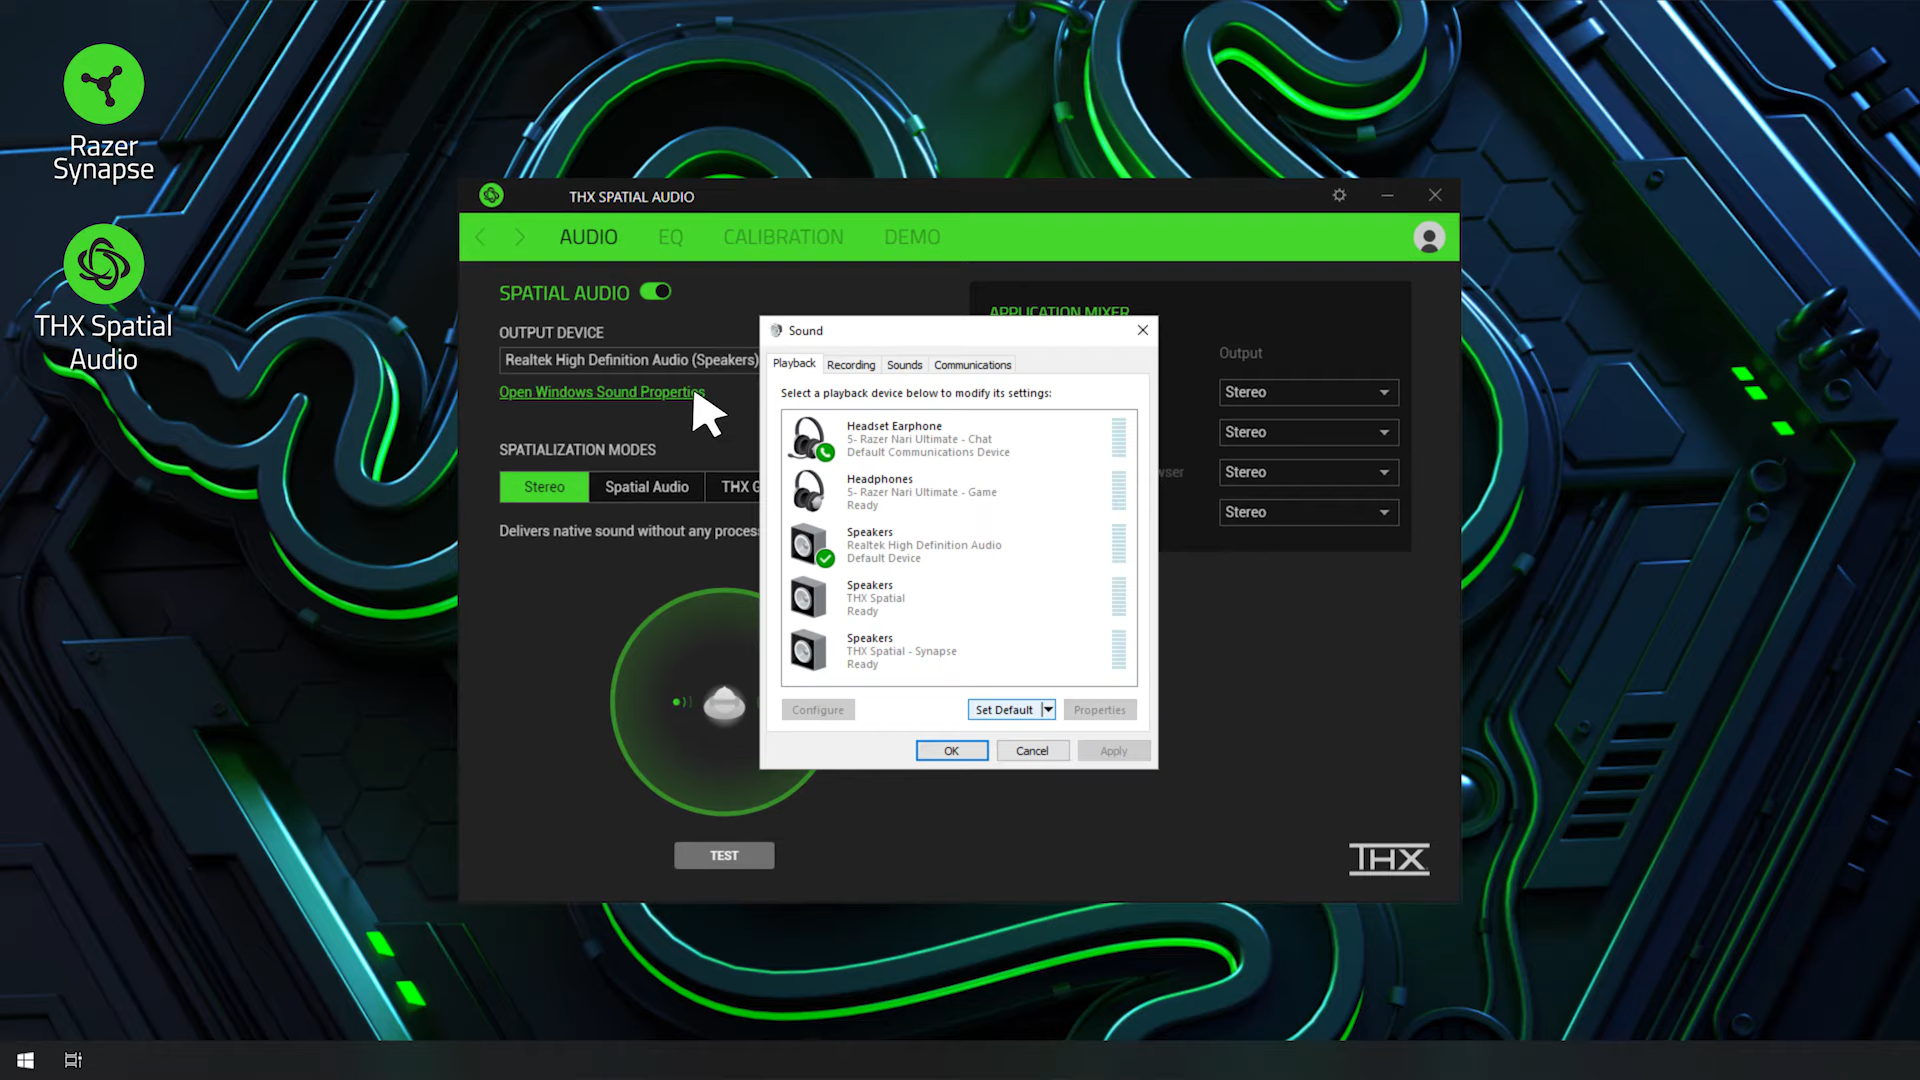 Razer
Synapse
THX Spatial
Audio
THX SPATIAL AUDIO
AUDIO
EQ
CALIBRATION
DEMO
SPATIAL AUDIO
OUTPUT DEVICE
Realtek High Definition Audio (Speakers)
Open Windows Sound Properties
SPATIALIZATION MODES
Stereo
Spatial Audio
THX G
Delivers native sound without any process
TEST
APPLICATION MIXER
Output
Stereo
Stereo
wser
Stereo
Stereo
THX
Sound
Playback
Recording
Sounds
Communications
Select a playback device below to modify its settings:
Headset Earphone
5- Razer Nari Ultimate - Chat
Default Communications Device
Headphones
5- Razer Nari Ultimate - Game
Ready
Speakers
Realtek High Definition Audio
Default Device
Speakers
THX Spatial
Ready
Speakers
THX Spatial - Synapse
Ready
Configure
Set Default
Properties
OK
Cancel
Apply